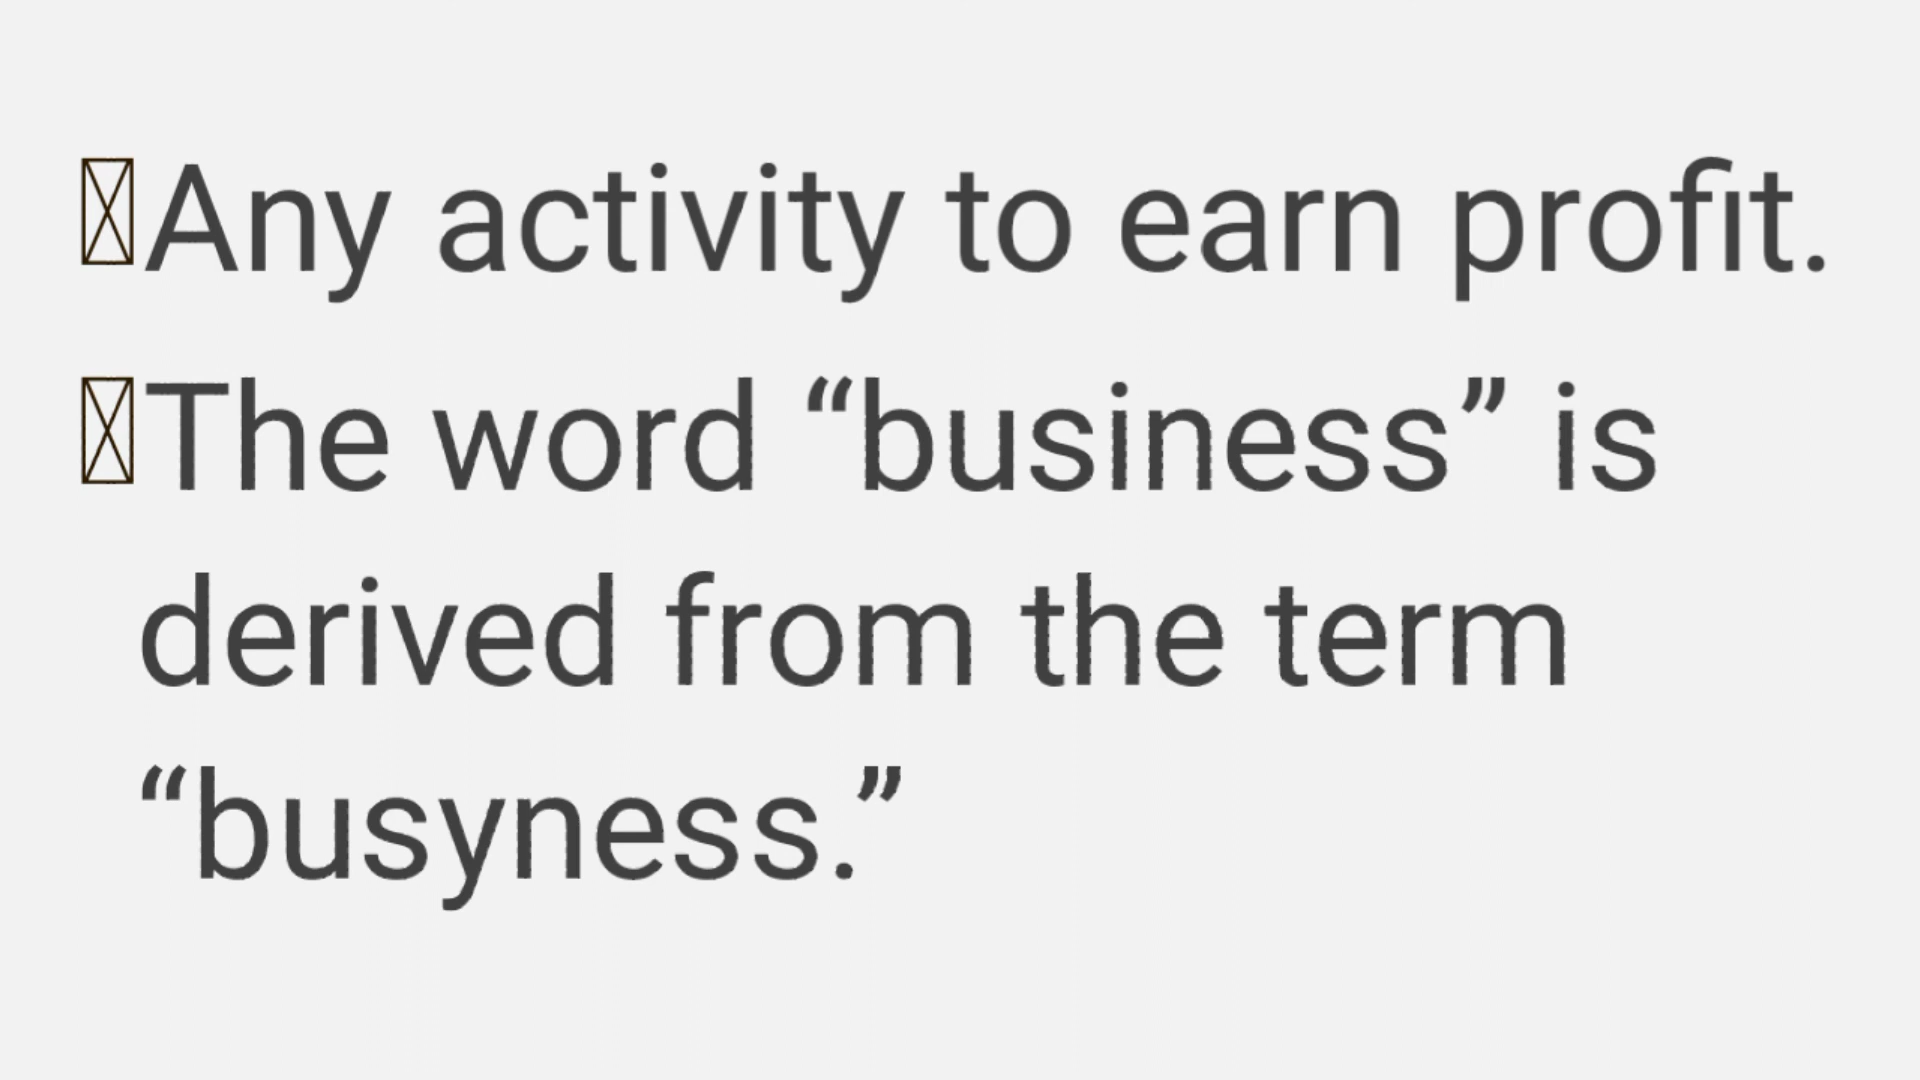 Any activity to earn profit.
The word “business” is
derived from the term
“busyness.”